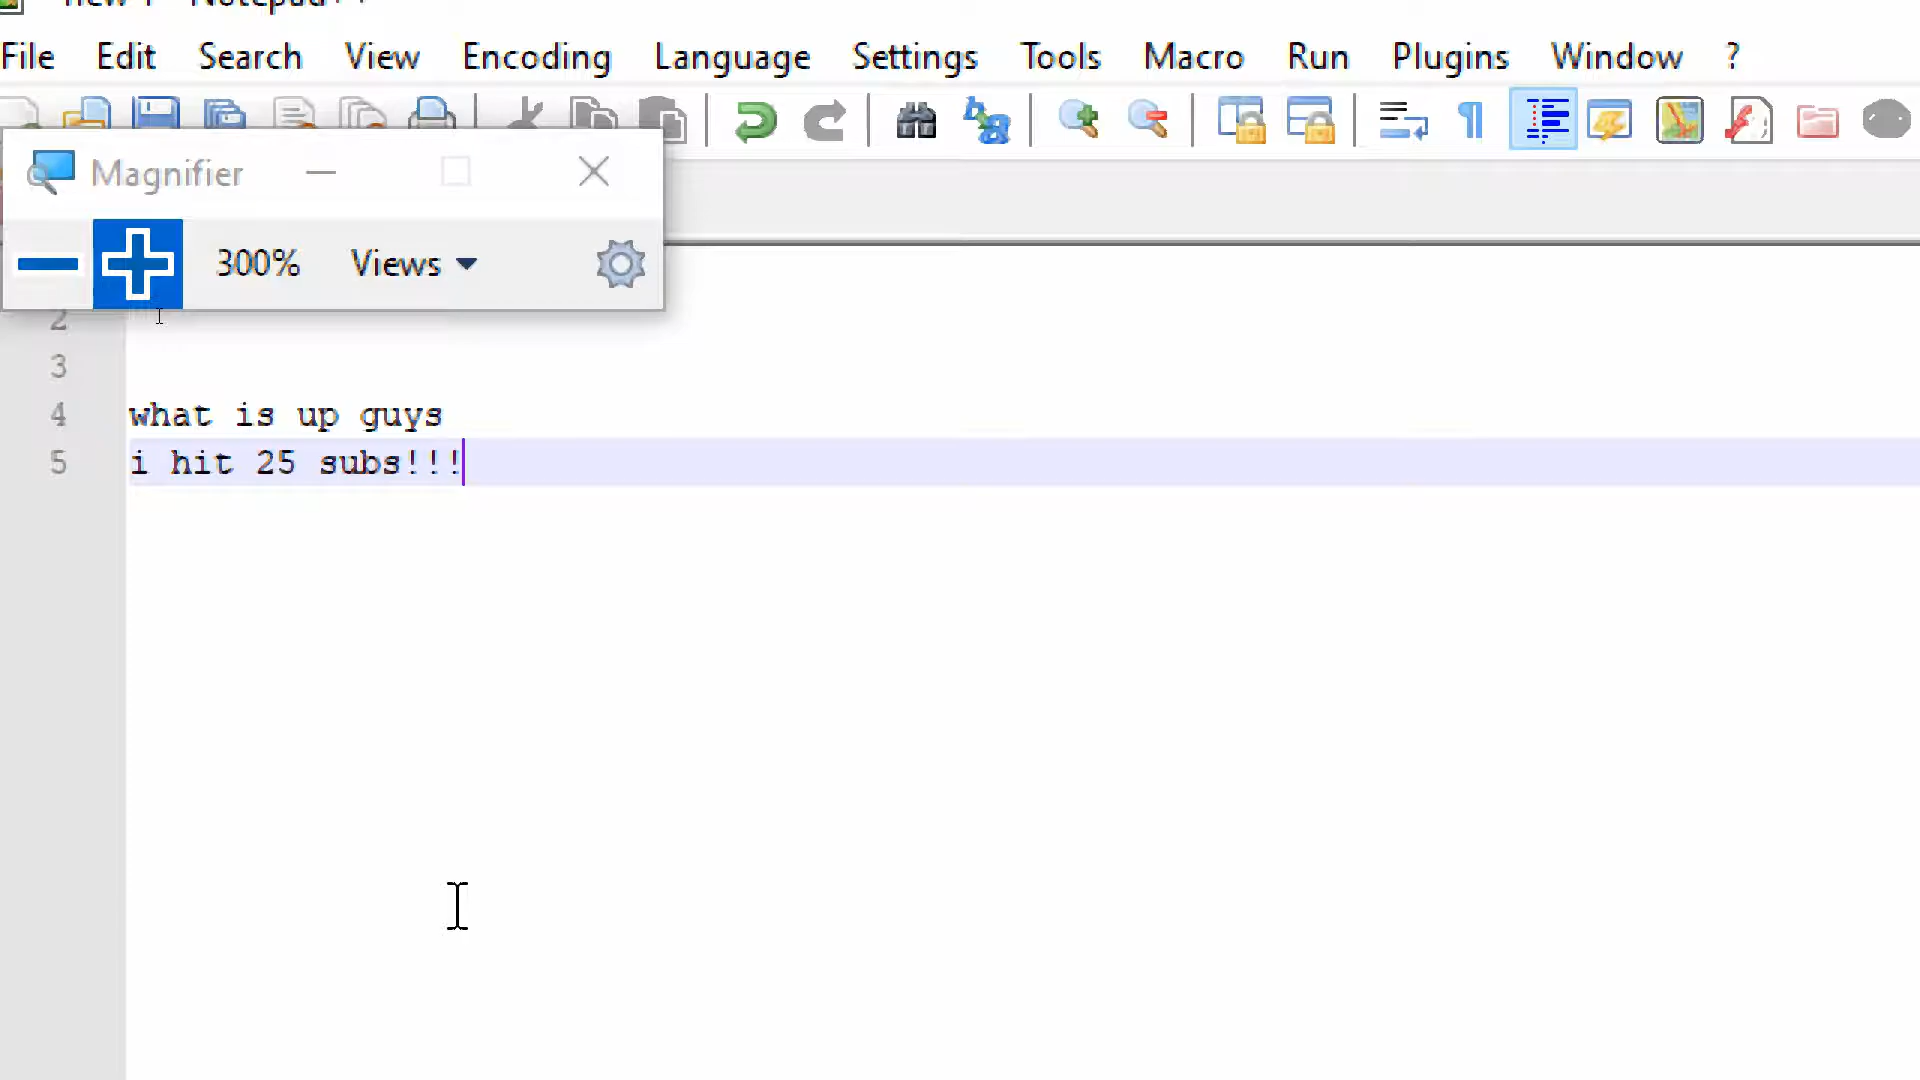 File Edit Search View Encoding Language Settings Tools Macro Run Plugins Window ?
Magnifier
300% Views
2
3
4 what is up guys
5 i hit 25 subs!!!